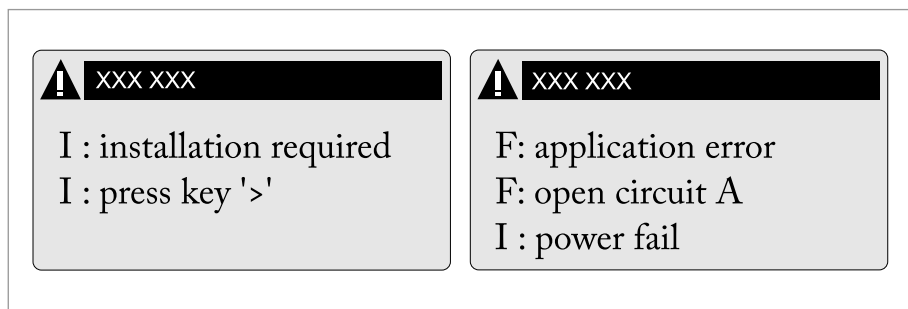 XXX XXX
I : installation required
I : press key '>'
XXX XXX
F: application error
F: open circuit A
I : power fail